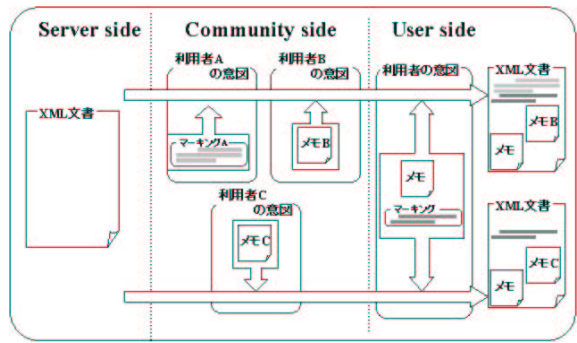 Server side
Community side
User side
XML文書
利用者A
の意図
マーキングA
利用者B
の意図
メモB
利用者C
の意図
メモC
利用者の意図
メモ
マーキング
XML文書
メモB
メモ
XML文書
メモC
メモ